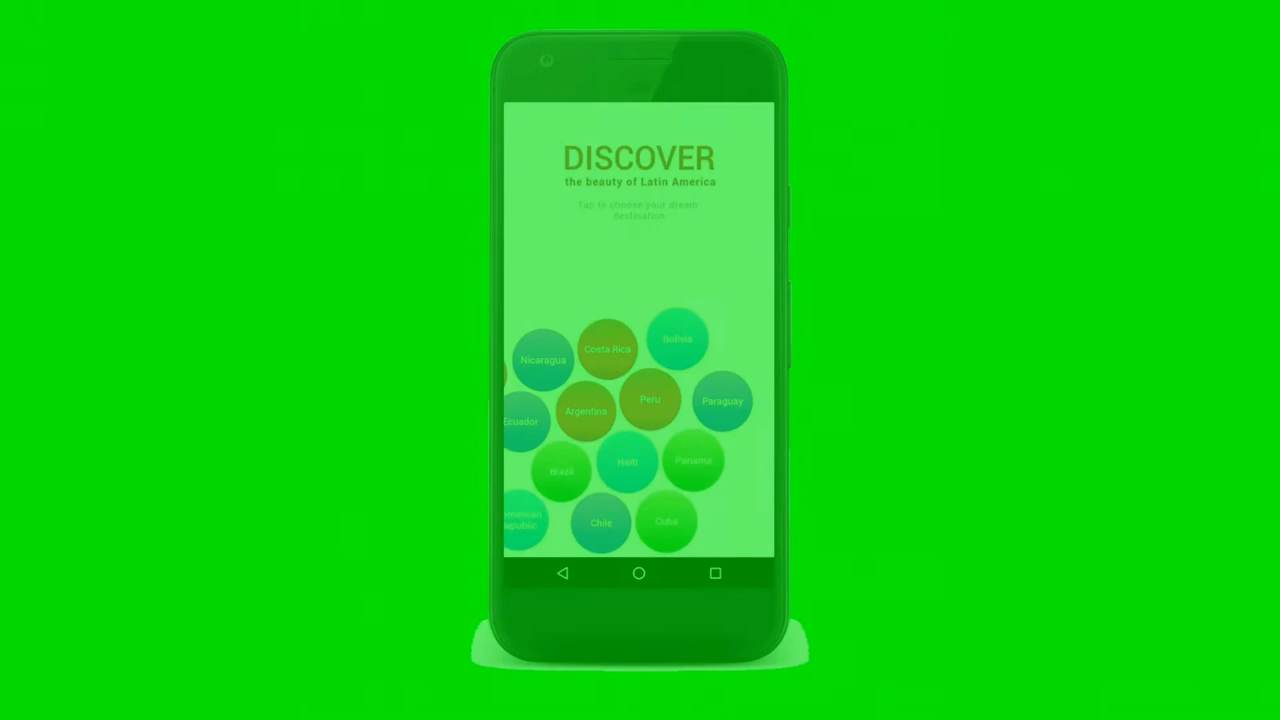 DISCOVER
the beauty of Latin America
Tap to choose your dream
destination
Bolivia
Costa Rica
Nicaragua
Peru
Paraguay
Argentina
Ecuador
Haiti
Panama
Brazil
Republic
Chile
Cuba